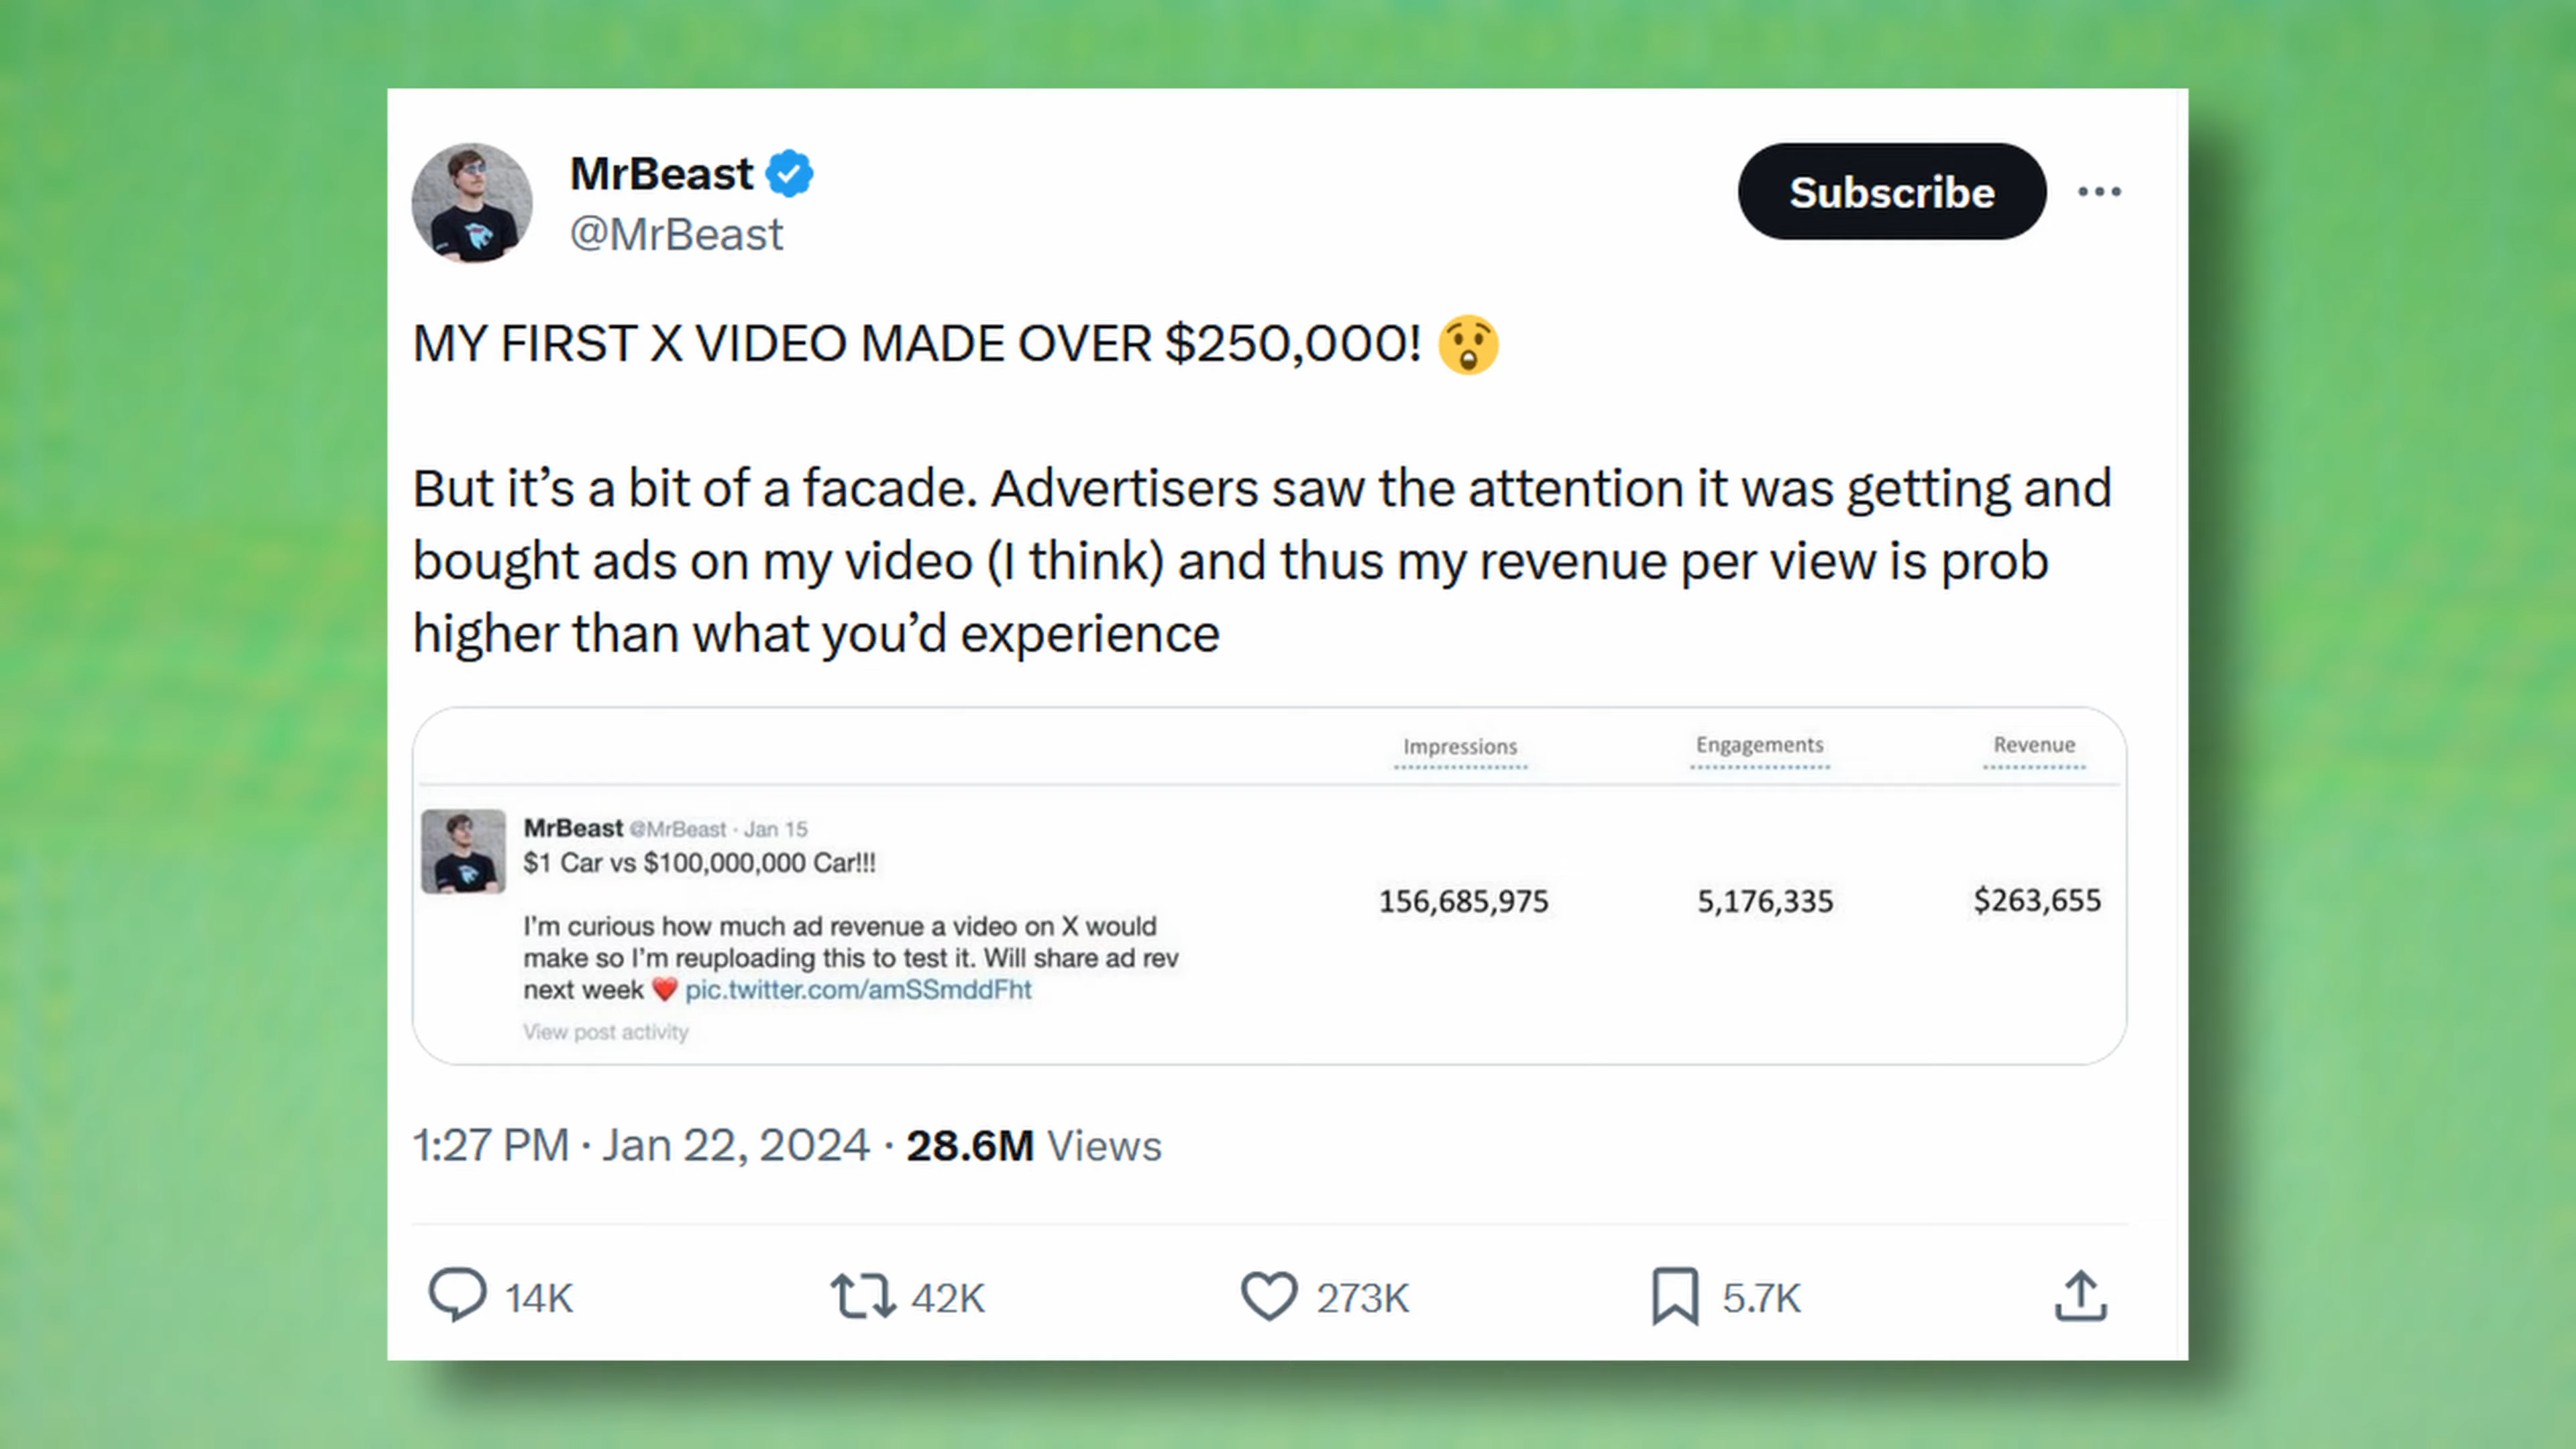 MrBeast
@MrBeast
Subscribe
MY FIRST X VIDEO MADE OVER $250,000! 😲
But it’s a bit of a facade. Advertisers saw the attention it was getting and
bought ads on my video (I think) and thus my revenue per view is prob
higher than what you’d experience
Impressions Engagements Revenue
MrBeast @MrBeast · Jan 15
$1 Car vs $100,000,000 Car!!!
I’m curious how much ad revenue a video on X would
make so I’m reuploading this to test it. Will share ad rev
next week ❤️ pic.twitter.com/amSSmddFht
View post activity
156,685,975 5,176,335 $263,655
1:27 PM · Jan 22, 2024 · 28.6M Views
14K 42K 273K 5.7K